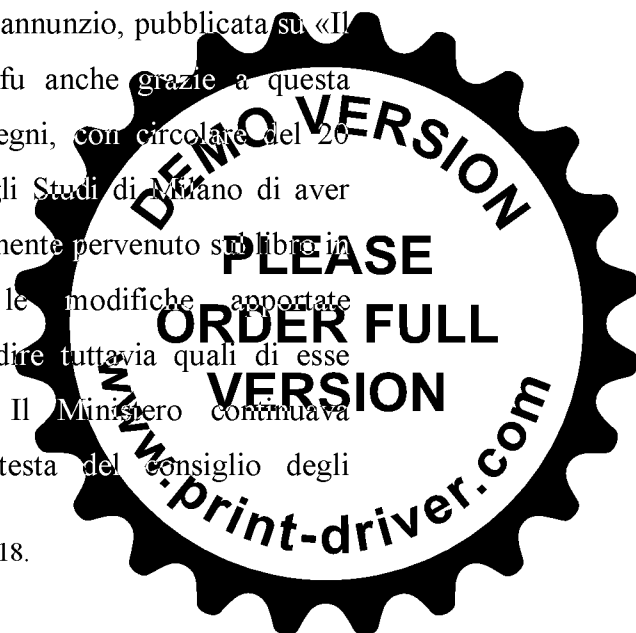 annunzio, pubblicata su «Il
fu anche grazie a questa
egni, con circolare del 20
gli Studi di Milano di aver
nente pervenuto sul libro in
le modifiche apportate
dire tuttavia quali di esse
Il Ministero continuava
testa del consiglio degli
18.
DEMO VERSION
PLEASE
ORDER FULL
VERSION
www.print-driver.com